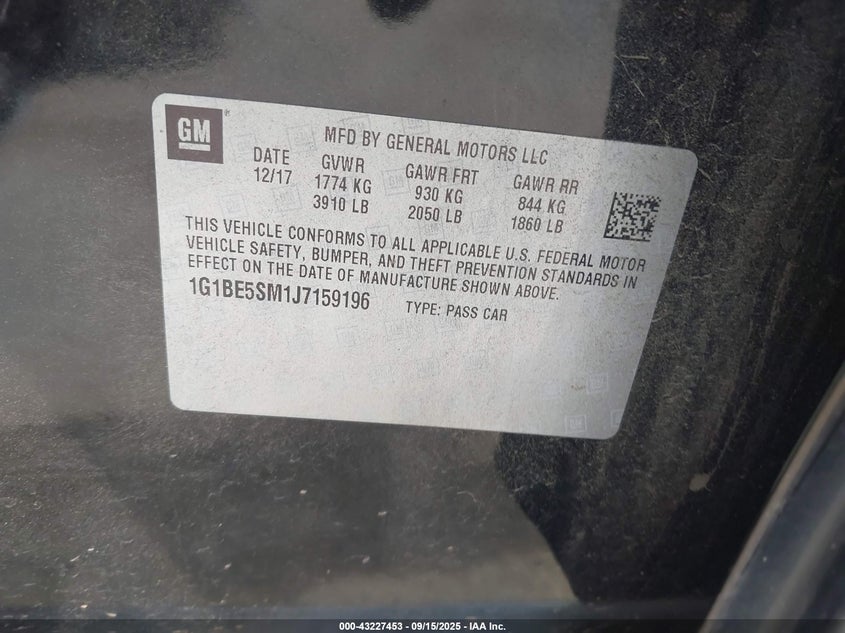 GM
MFD BY GENERAL MOTORS LLC
DATE GVWR GAWR FRT GAWR RR
12/17 1774 KG 930 KG 844 KG
3910 LB 2050 LB 1860 LB
THIS VEHICLE CONFORMS TO ALL APPLICABLE U.S. FEDERAL MOTOR
VEHICLE SAFETY, BUMPER, AND THEFT PREVENTION STANDARDS IN
EFFECT ON THE DATE OF MANUFACTURE SHOWN ABOVE.
1G1BE5SM1J7159196 TYPE: PASS CAR
000-43227453 - 09/15/2025 - IAA Inc.